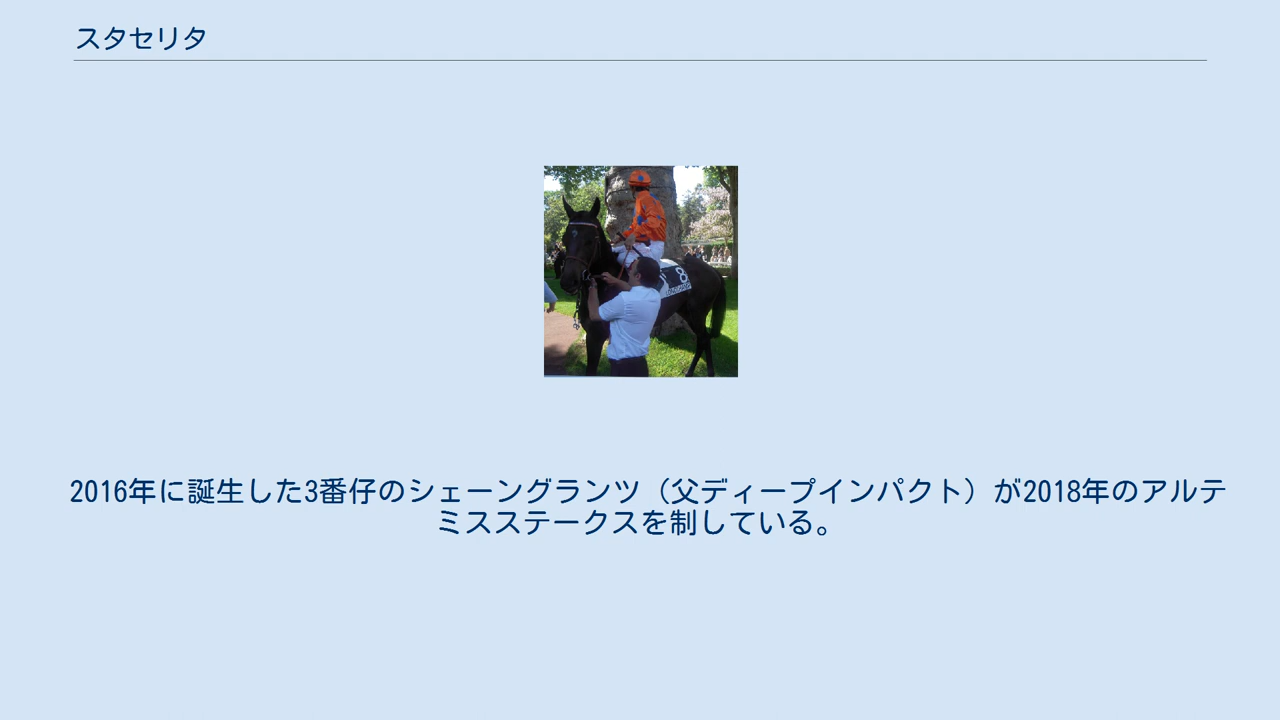 スタセリタ
8
2016年に誕生した3番仔のシェーングランツ（父ディープインパクト）が2018年のアルテ
ミスステークスを制している。